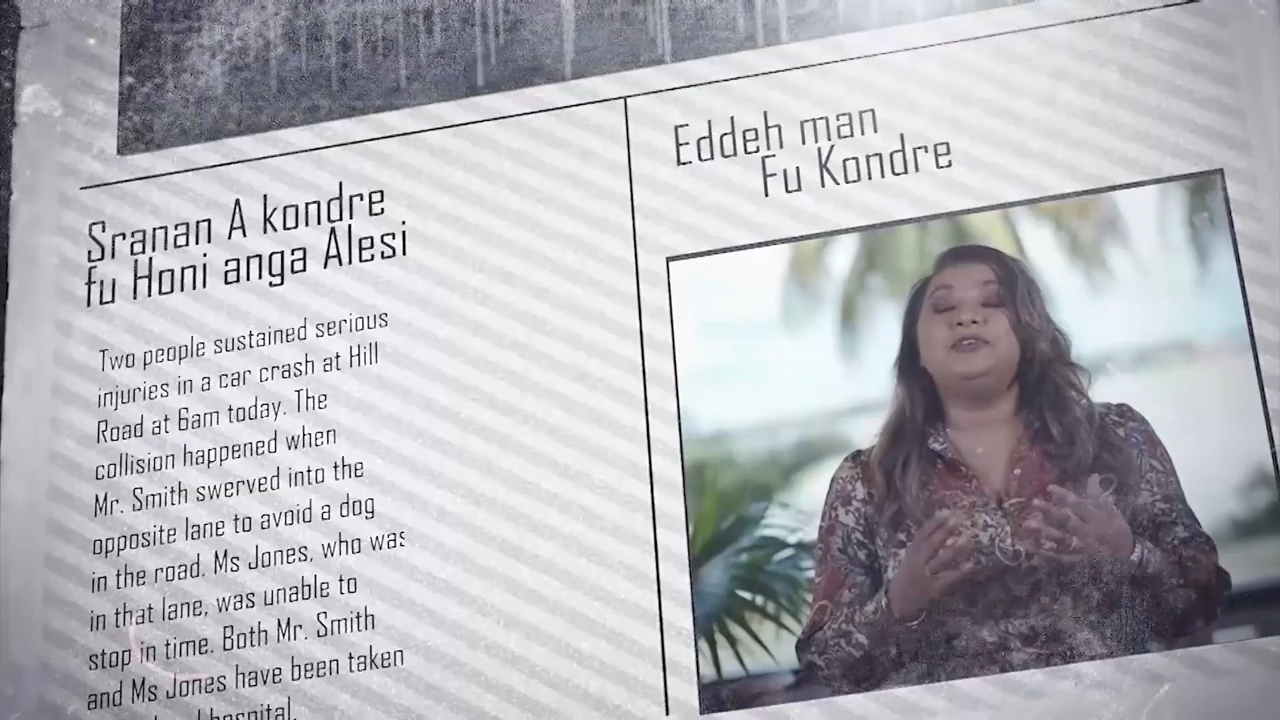 Sranan A kondre
fu Honi anga Alesi
Two people sustained serious
injuries in a car crash at Hill
Road at 6am today. The
collision happened when
Mr. Smith swerved into the
opposite lane to avoid a dog
in the road. Ms Jones, who was
in that lane, was unable to
stop in time. Both Mr. Smith
and Ms Jones have been taken
hospital.
Eddeh man
Fu Kondre